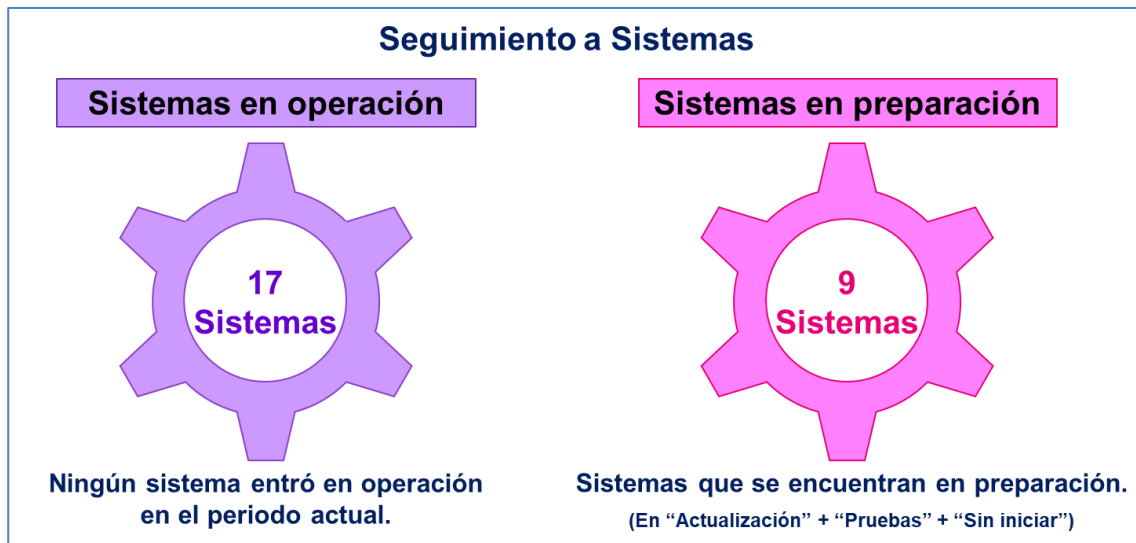 Seguimiento a Sistemas
Sistemas en operación
Sistemas en preparación
17
Sistemas
9
Sistemas
Ningún sistema entró en operación
en el periodo actual.
Sistemas que se encuentran en preparación.
(En “Actualización” + “Pruebas” + “Sin iniciar”)